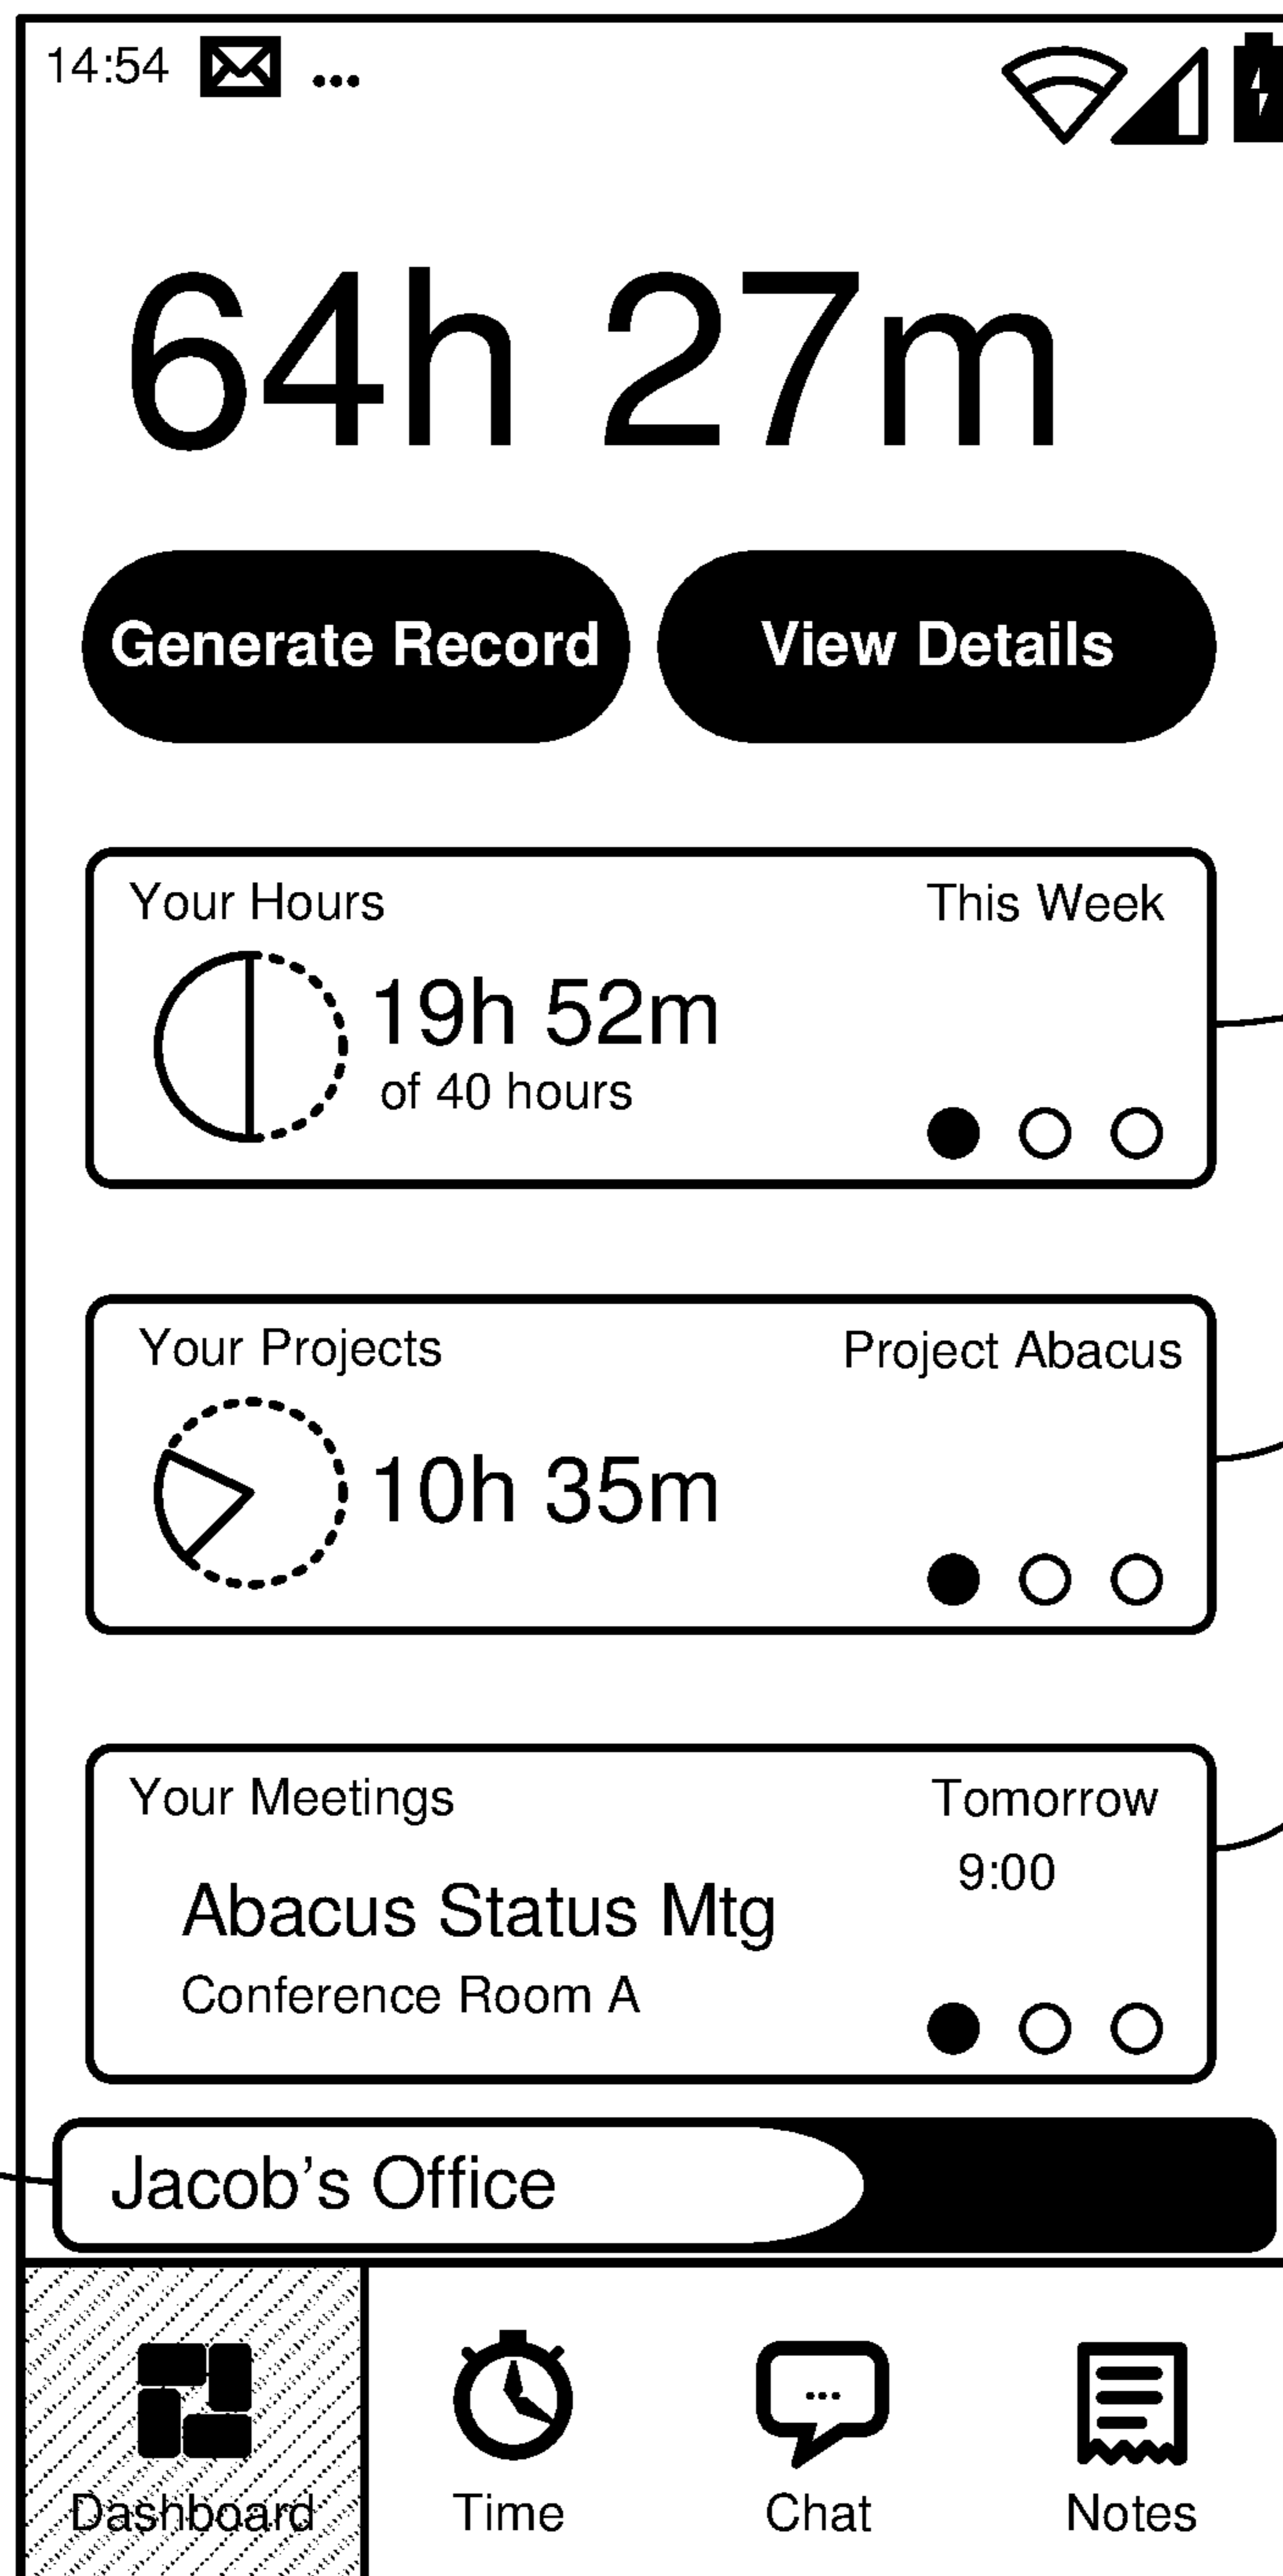 14:54
64h 27m
Generate Record View Details
Your Hours This Week
19h 52m
of 40 hours
Your Projects Project Abacus
10h 35m
Your Meetings Tomorrow
9:00
Abacus Status Mtg
Conference Room A
Jacob’s Office
Dashboard Time Chat Notes